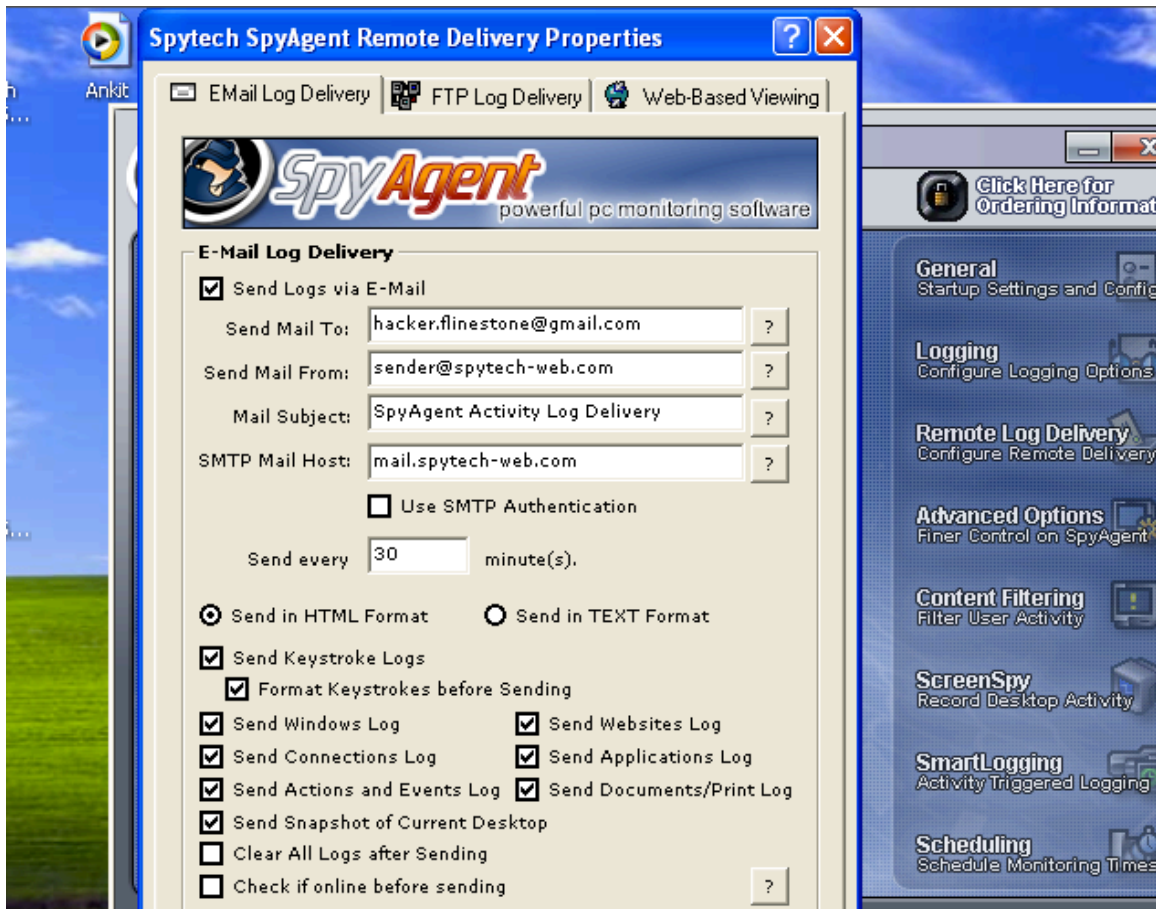 Spytech SpyAgent Remote Delivery Properties
?
Ankit
EMail Log Delivery
FTP Log Delivery
Web-Based Viewing
SpyAgent
powerful pc monitoring software
Click Here for
Ordering Informat
E-Mail Log Delivery
Send Logs via E-Mail
Send Mail To: hacker.flinestone@gmail.com ?
Send Mail From: sender@spytech-web.com ?
Mail Subject: SpyAgent Activity Log Delivery ?
SMTP Mail Host: mail.spytech-web.com ?
Use SMTP Authentication
Send every 30 minute(s).
Send in HTML Format Send in TEXT Format
Send Keystroke Logs
Format Keystrokes before Sending
Send Windows Log Send Websites Log
Send Connections Log Send Applications Log
Send Actions and Events Log Send Documents/Print Log
Send Snapshot of Current Desktop
Clear All Logs after Sending
Check if online before sending ?
General
Startup Settings and Config
Logging
Configure Logging Options
Remote Log Delivery
Configure Remote Delivery
Advanced Options
Finer Control on SpyAgent
Content Filtering
Filter User Activity
ScreenSpy
Record Desktop Activity
SmartLogging
Activity Triggered Logging
Scheduling
Schedule Monitoring Times